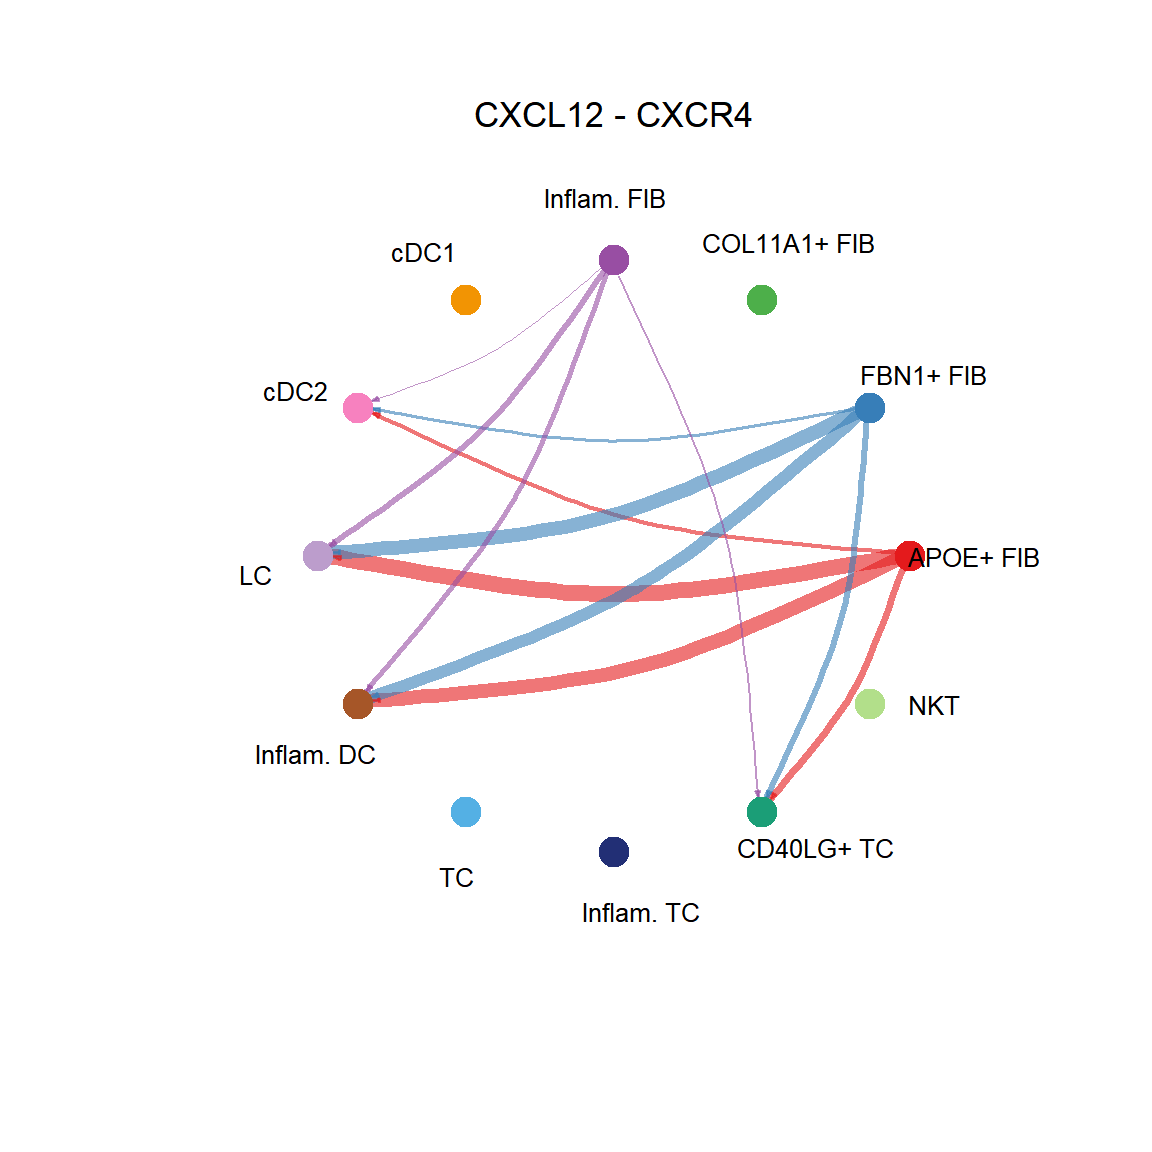 CXCL12 - CXCR4
Inflam. FIB
COL11A1+ FIB
cDC1
FBN1+ FIB
cDC2
APOE+ FIB
LC
NKT
Inflam. DC
CD40LG+ TC
TC
Inflam. TC